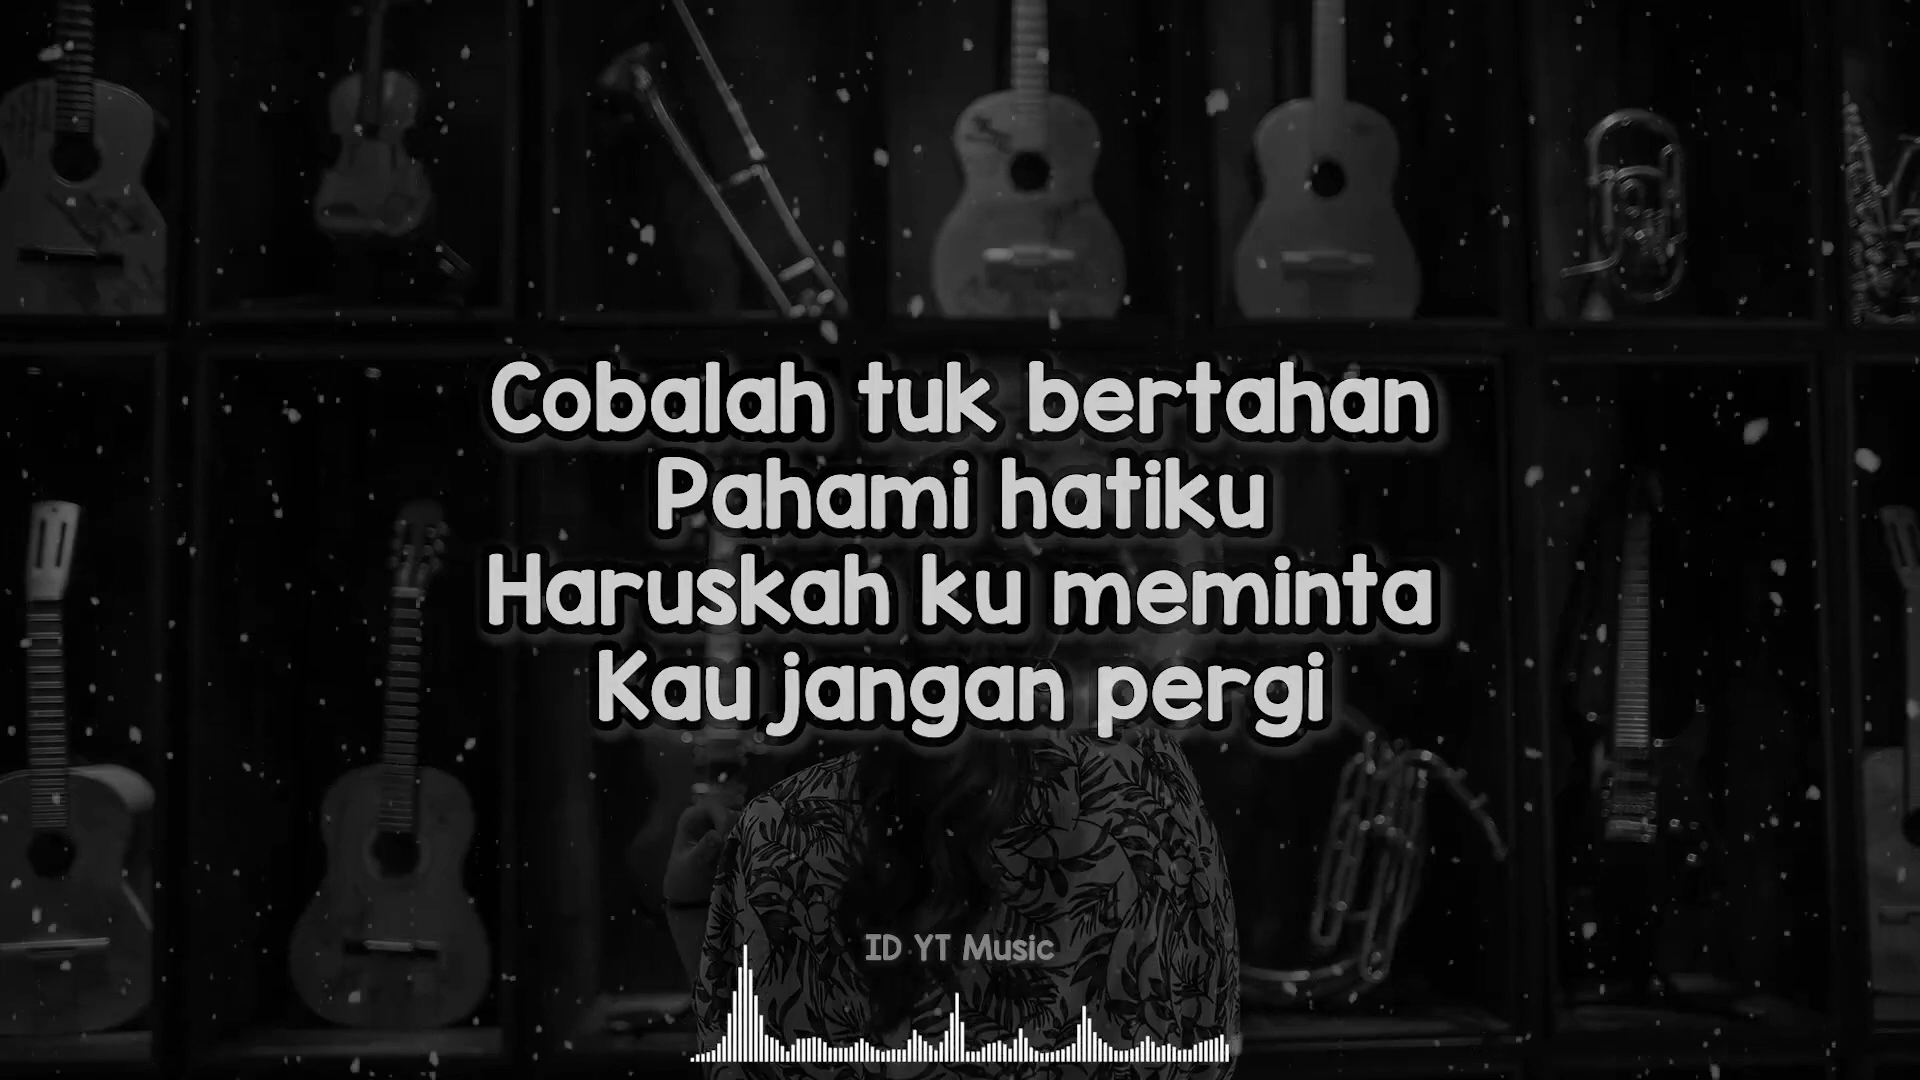 Cobalah tuk bertahan
Pahami hatiku
Haruskah ku meminta
Kau jangan pergi
ID YT Music